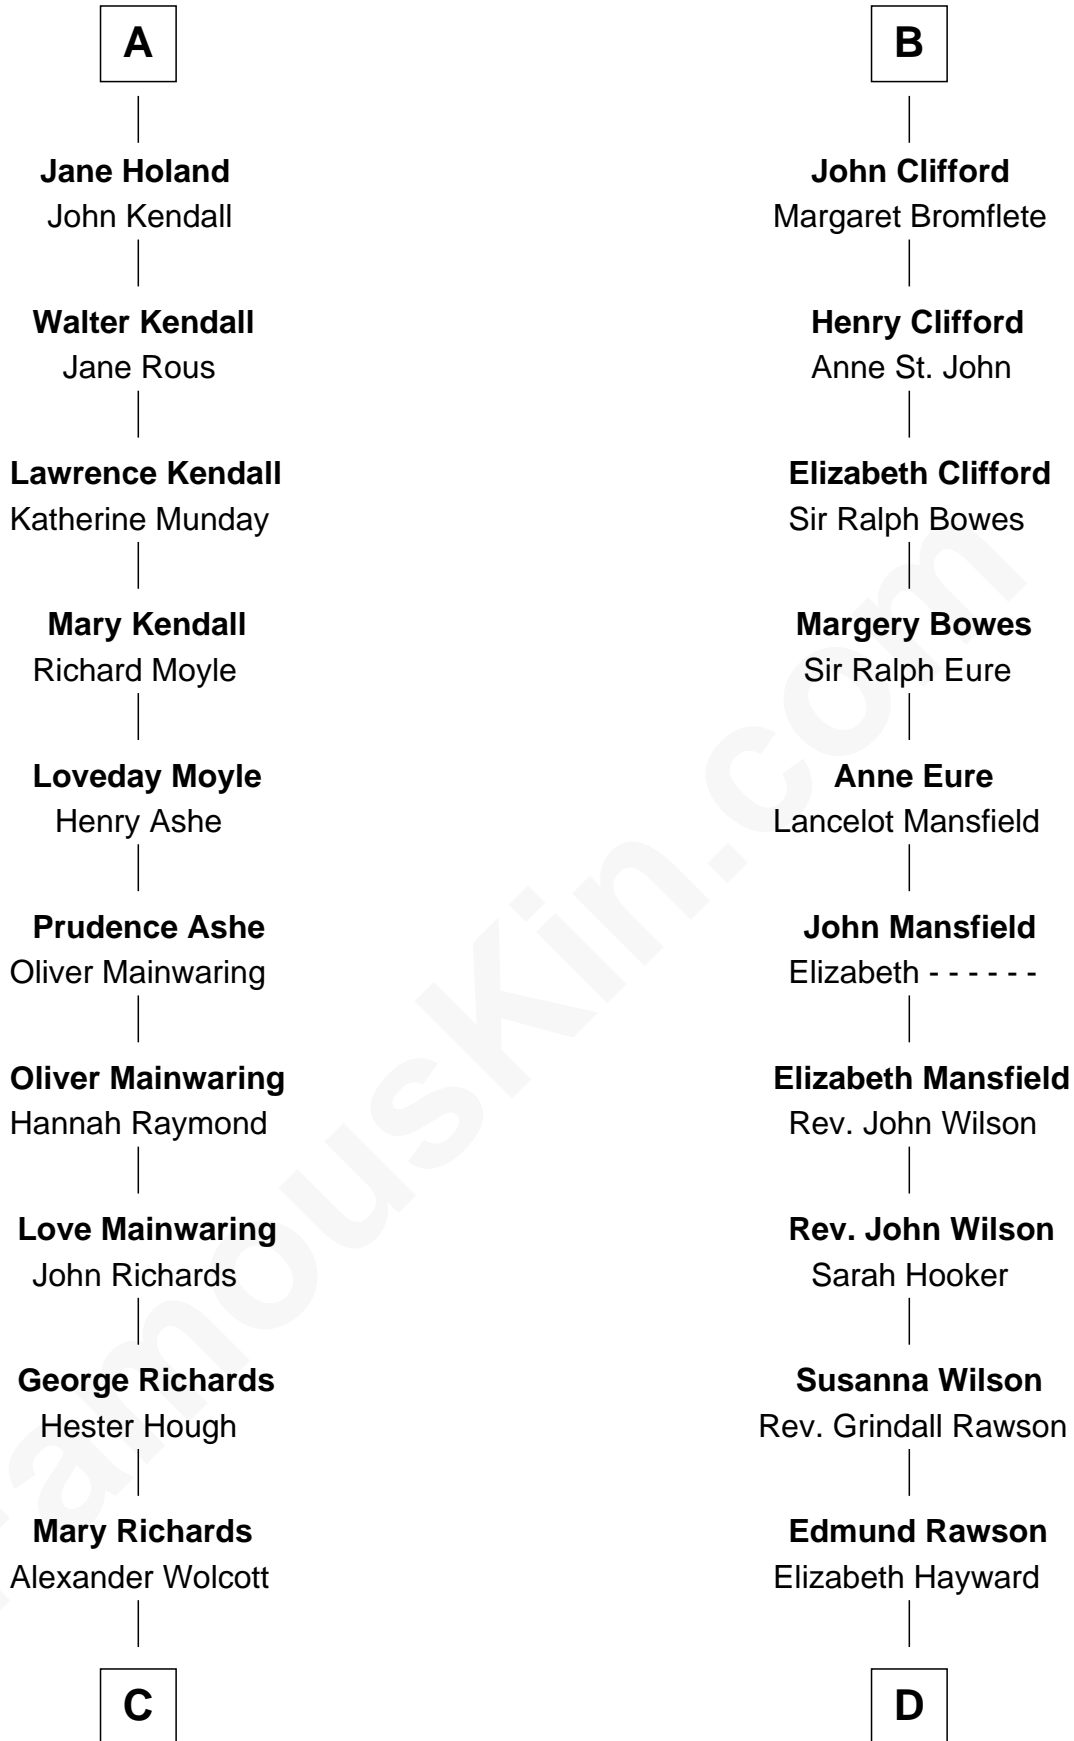 A
Jane Holand
John Kendall
Walter Kendall
Jane Rous
Lawrence Kendall
Katherine Munday
Mary Kendall
Richard Moyle
Loveday Moyle
Henry Ashe
Prudence Ashe
Oliver Mainwaring
Oliver Mainwaring
Hannah Raymond
Love Mainwaring
John Richards
George Richards
Hester Hough
Mary Richards
Alexander Wolcott
C
B
John Clifford
Margaret Bromflete
Henry Clifford
Anne St. John
Elizabeth Clifford
Sir Ralph Bowes
Margery Bowes
Sir Ralph Eure
Anne Eure
Lancelot Mansfield
John Mansfield
Elizabeth - - - - - -
Elizabeth Mansfield
Rev. John Wilson
Rev. John Wilson
Sarah Hooker
Susanna Wilson
Rev. Grindall Rawson
Edmund Rawson
Elizabeth Hayward
D
FamousKin.com